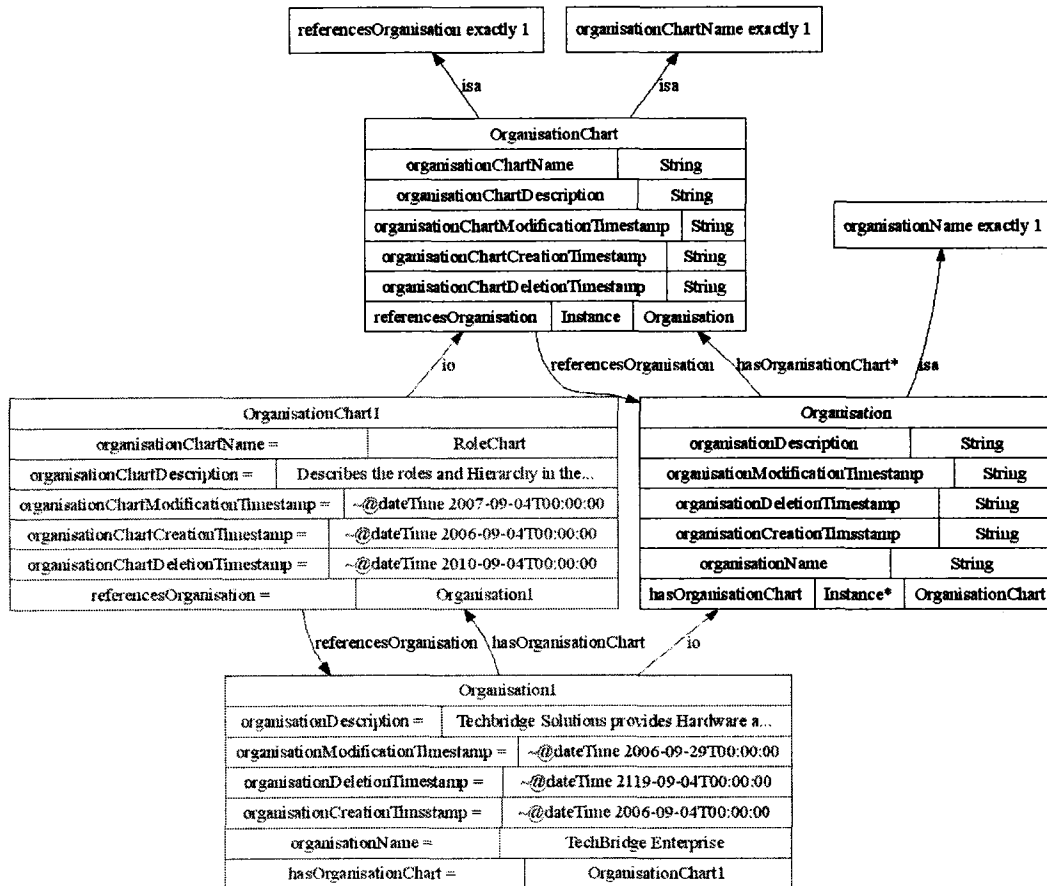 referencesOrganisation exactly 1
organisationChartName exactly 1
isa
isa
OrganisationChart
organisationChartName String
organisationChartDescription String
organisationChartModificationTimestamp String
organisationChartCreationTimestamp String
organisationChartDeletionTimestamp String
referencesOrganisation Instance Organisation
organisationName exactly 1
io
referencesOrganisation
hasOrganisationChart*
isa
OrganisationChart1
organisationChartName = RoleChart
organisationChartDescription = Describes the roles and Hierarchy in the...
organisationChartModificationTimestamp = ~@dateTime 2007-09-04T00:00:00
organisationChartCreationTimestamp = ~@dateTime 2006-09-04T00:00:00
organisationChartDeletionTimestamp = ~@dateTime 2010-09-04T00:00:00
referencesOrganisation = Organisation1
Organisation
organisationDescription String
organisationModificationTimestamp String
organisationDeletionTimestamp String
organisationCreationTimsstamp String
organisationName String
hasOrganisationChart Instance* OrganisationChart
referencesOrganisation
hasOrganisationChart
io
Organisation1
organisationDescription = Techbridge Solutions provides Hardware a...
organisationModificationTimestamp = ~@dateTime 2006-09-29T00:00:00
organisationDeletionTimestamp = ~@dateTime 2119-09-04T00:00:00
organisationCreationTimsstamp = ~@dateTime 2006-09-04T00:00:00
organisationName = TechBridge Enterprise
hasOrganisationChart = OrganisationChart1